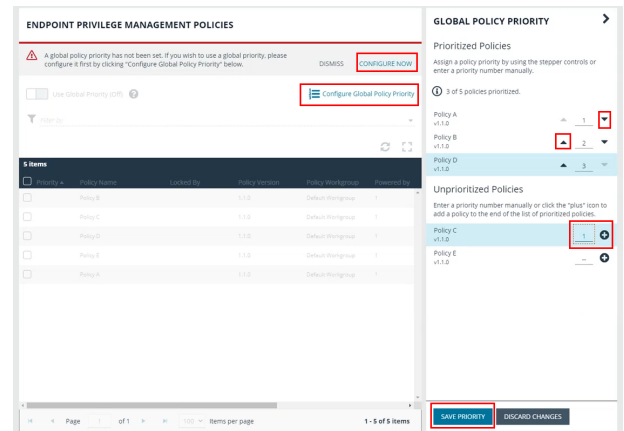 ENDPOINT PRIVILEGE MANAGEMENT POLICIES
A global policy priority has not been set. If you wish to use a global priority, please
configure it first by clicking "Configure Global Policy Priority" below.
DISMISS
CONFIGURE NOW
Use Global Priority (Off)
Configure Global Policy Priority
Filter by
5 items
Priority Policy Name Locked By Policy Version Policy Workgroup Powered by
Policy B 1.1.0 Default Workgroup 1
Policy C 1.1.0 Default Workgroup 1
Policy D 1.1.0 Default Workgroup 1
1.1.0 Default Workgroup 1
1.1.0 Default Workgroup 1
Page 1 of 1 100 Items per page 1 - 5 of 5 items
GLOBAL POLICY PRIORITY
Prioritized Policies
Assign a policy priority by using the stepper controls or
enter a priority number manually.
3 of 5 policies prioritized.
Policy A
v1.1.0
1
Policy B
v1.1.0
2
Policy D
v1.1.0
3
Unprioritized Policies
Enter a priority number manually or click the "plus" icon to
add a policy to the end of the list of prioritized policies.
Policy C
v1.1.0
1
Policy E
v1.1.0
–
SAVE PRIORITY
DISCARD CHANGES